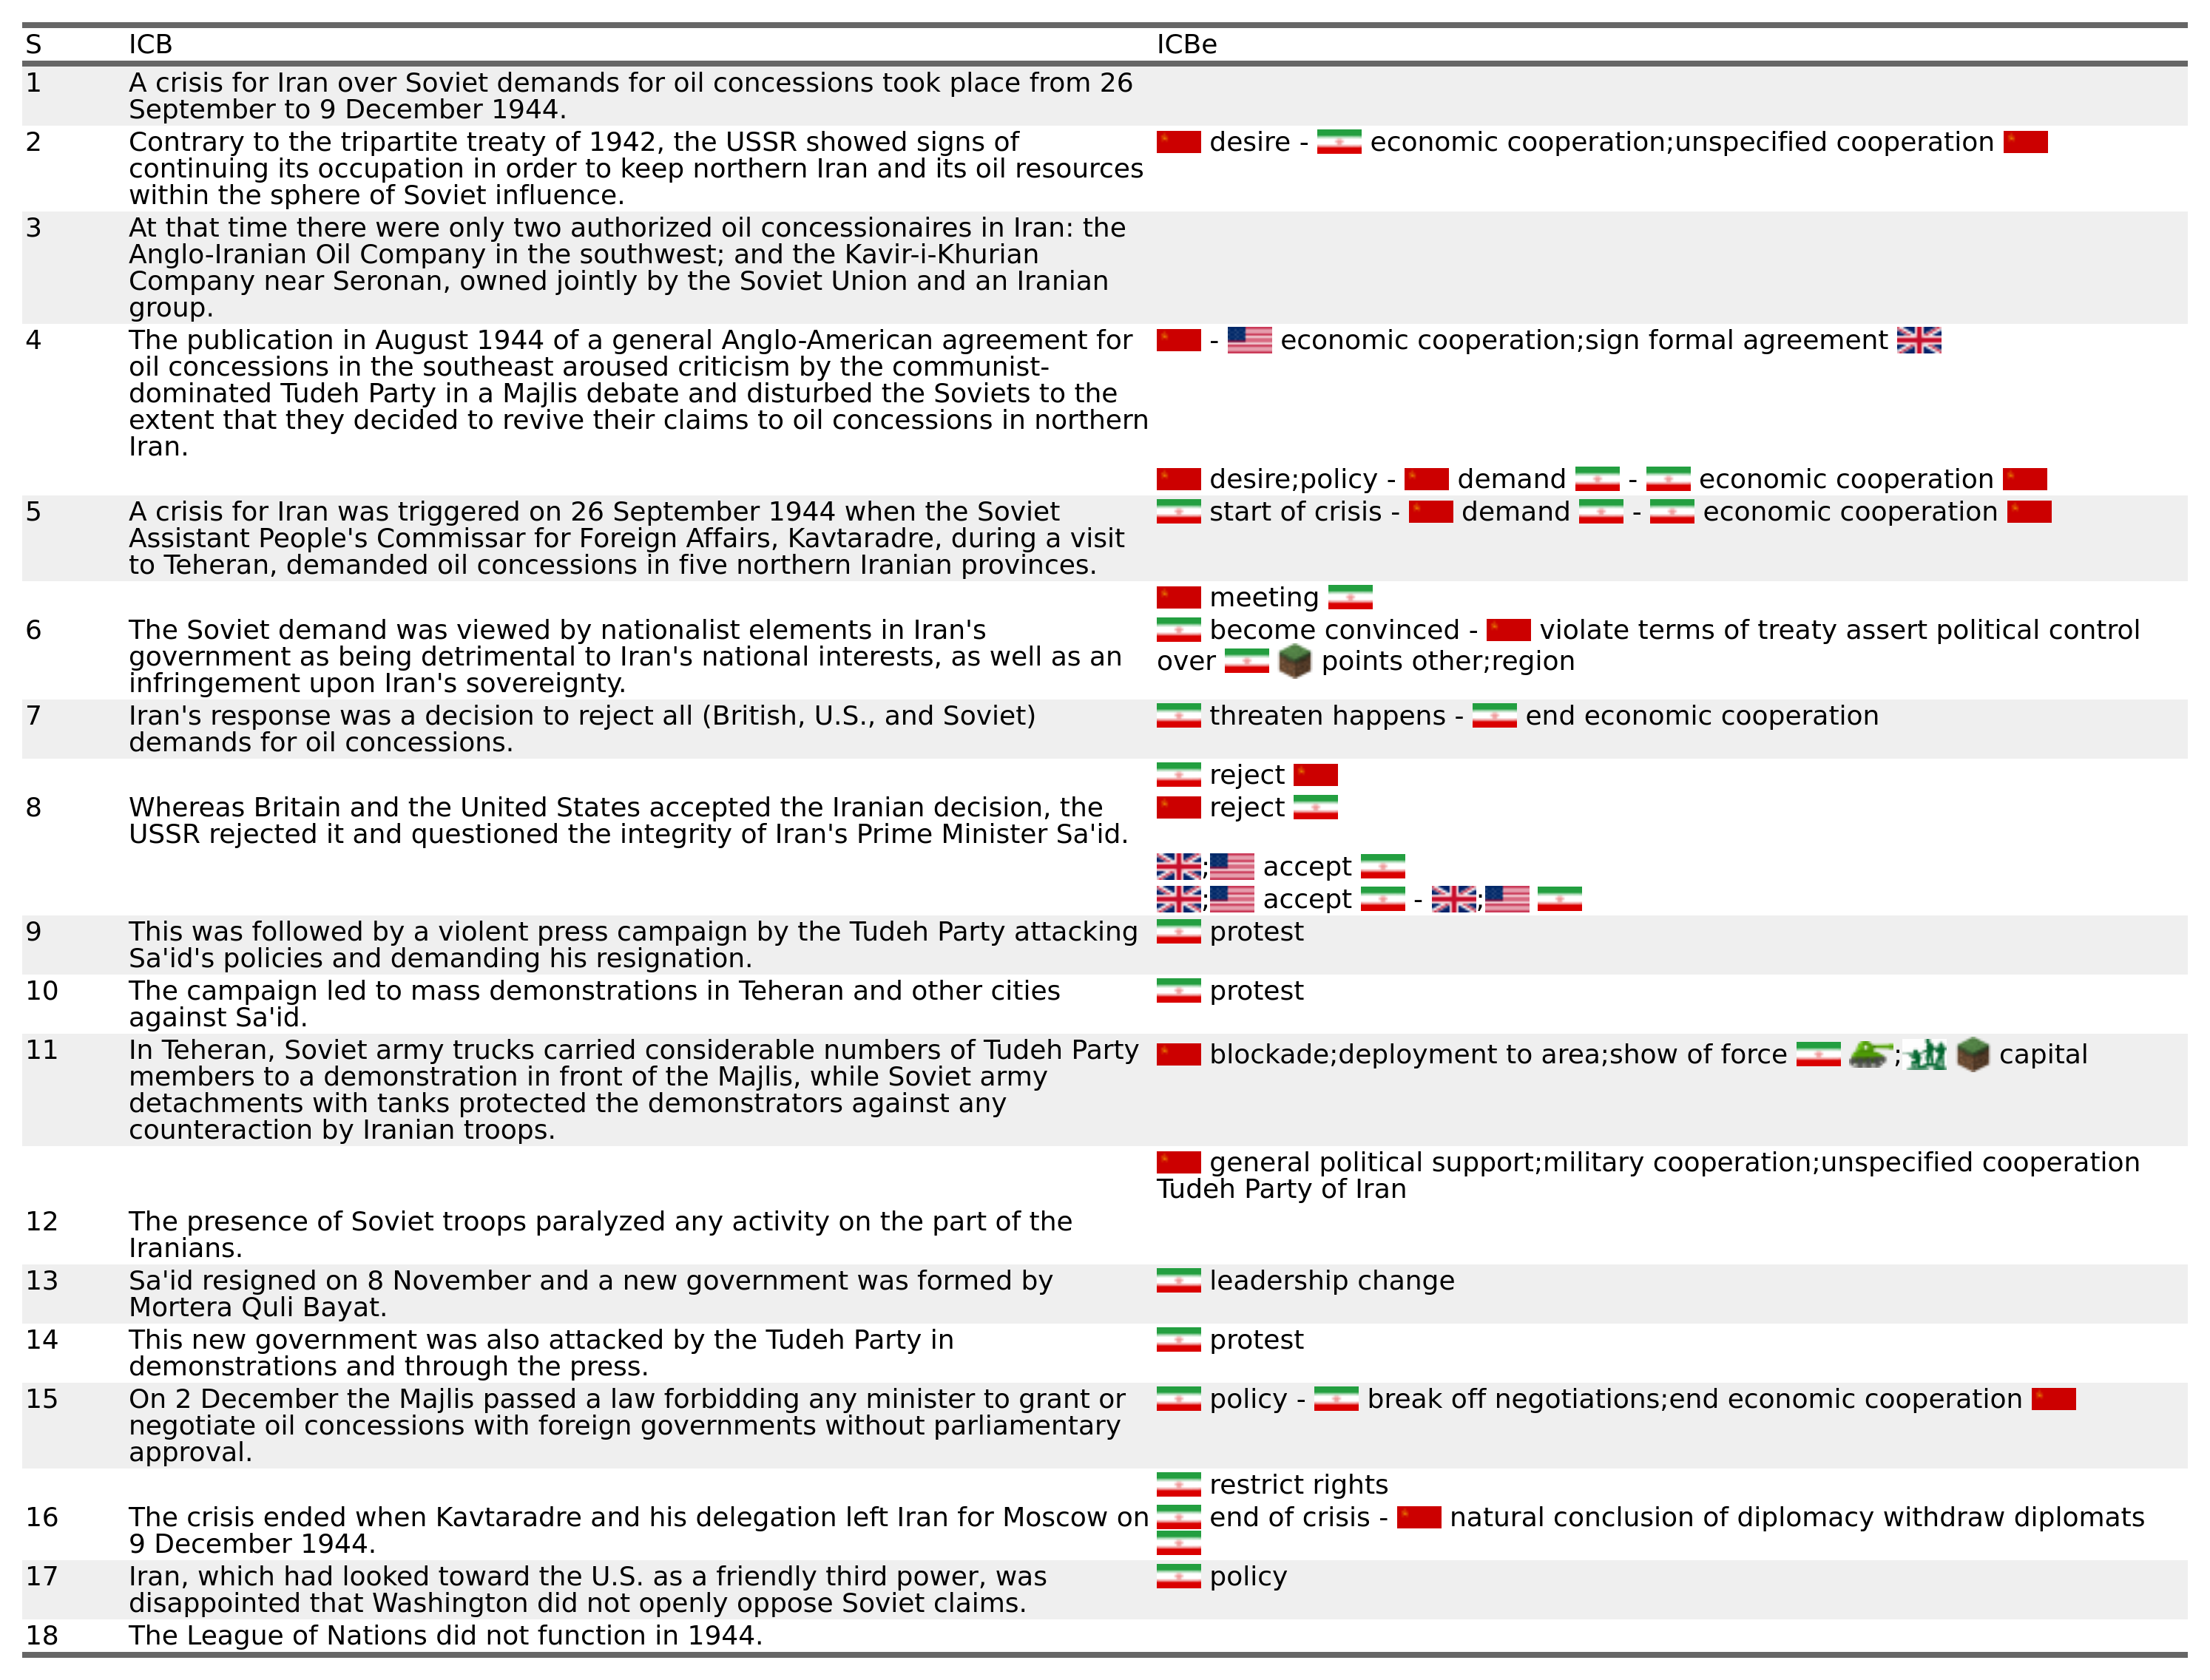 S ICB ICBe
1 A crisis for Iran over Soviet demands for oil concessions took place from 26
September to 9 December 1944.
2 Contrary to the tripartite treaty of 1942, the USSR showed signs of desire - economic cooperation;unspecified cooperation
continuing its occupation in order to keep northern Iran and its oil resources
within the sphere of Soviet influence.
3 At that time there were only two authorized oil concessionaires in Iran: the
Anglo-Iranian Oil Company in the southwest; and the Kavir-i-Khurian
Company near Seronan, owned jointly by the Soviet Union and an Iranian
group.
4 The publication in August 1944 of a general Anglo-American agreement for - economic cooperation;sign formal agreement
oil concessions in the southeast aroused criticism by the communist-
dominated Tudeh Party in a Majlis debate and disturbed the Soviets to the
extent that they decided to revive their claims to oil concessions in northern
Iran.
desire;policy - demand - economic cooperation
5 A crisis for Iran was triggered on 26 September 1944 when the Soviet start of crisis - demand - economic cooperation
Assistant People's Commissar for Foreign Affairs, Kavtaradre, during a visit
to Teheran, demanded oil concessions in five northern Iranian provinces.
meeting
6 The Soviet demand was viewed by nationalist elements in Iran's become convinced - violate terms of treaty assert political control
government as being detrimental to Iran's national interests, as well as an over points other;region
infringement upon Iran's sovereignty.
7 Iran's response was a decision to reject all (British, U.S., and Soviet) threaten happens - end economic cooperation
demands for oil concessions.
reject
8 Whereas Britain and the United States accepted the Iranian decision, the reject
USSR rejected it and questioned the integrity of Iran's Prime Minister Sa'id.
; accept
; accept - ;
9 This was followed by a violent press campaign by the Tudeh Party attacking protest
Sa'id's policies and demanding his resignation.
10 The campaign led to mass demonstrations in Teheran and other cities protest
against Sa'id.
11 In Teheran, Soviet army trucks carried considerable numbers of Tudeh Party blockade;deployment to area;show of force ; capital
members to a demonstration in front of the Majlis, while Soviet army
detachments with tanks protected the demonstrators against any
counteraction by Iranian troops.
general political support;military cooperation;unspecified cooperation
Tudeh Party of Iran
12 The presence of Soviet troops paralyzed any activity on the part of the
Iranians.
13 Sa'id resigned on 8 November and a new government was formed by leadership change
Mortera Quli Bayat.
14 This new government was also attacked by the Tudeh Party in protest
demonstrations and through the press.
15 On 2 December the Majlis passed a law forbidding any minister to grant or policy - break off negotiations;end economic cooperation
negotiate oil concessions with foreign governments without parliamentary
approval.
restrict rights
16 The crisis ended when Kavtaradre and his delegation left Iran for Moscow on end of crisis - natural conclusion of diplomacy withdraw diplomats
9 December 1944.
17 Iran, which had looked toward the U.S. as a friendly third power, was policy
disappointed that Washington did not openly oppose Soviet claims.
18 The League of Nations did not function in 1944.